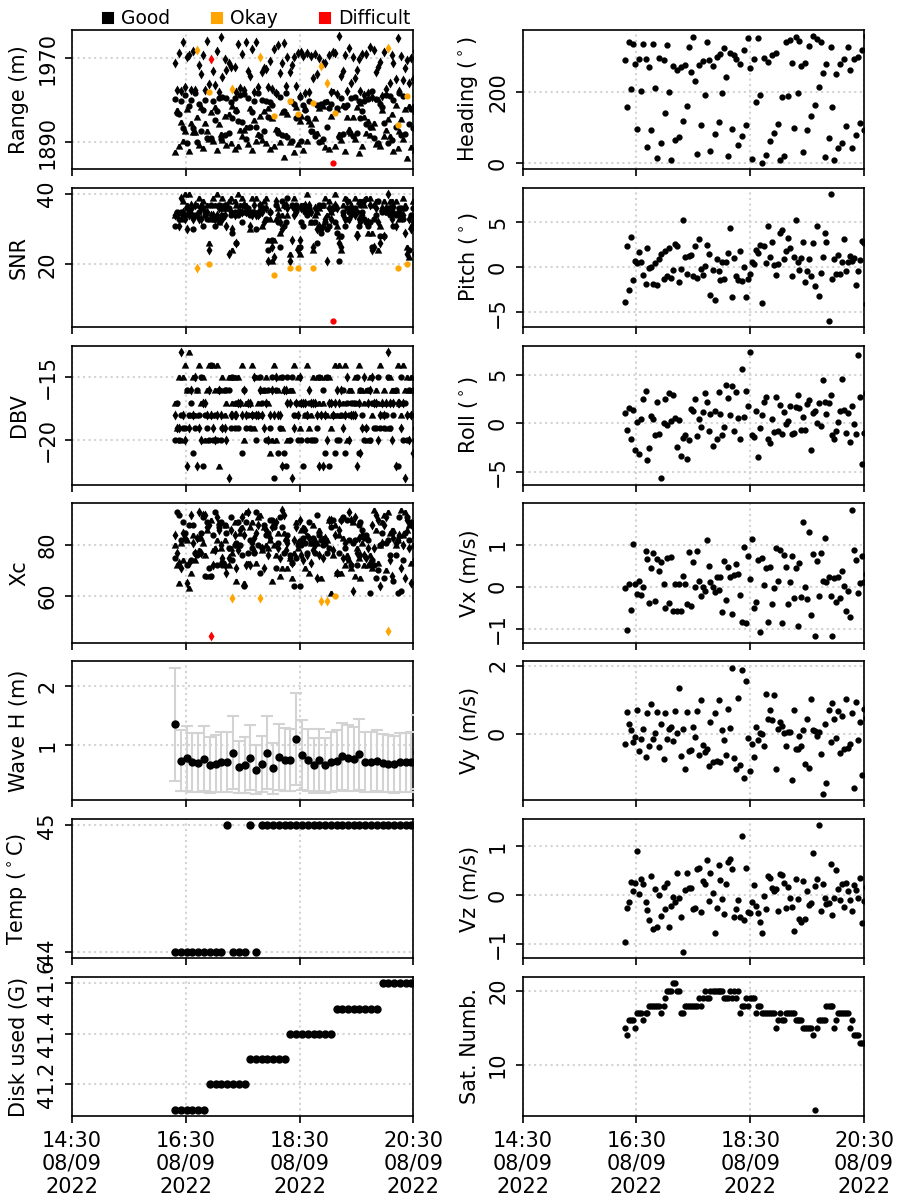 Good Okay Difficult
Range (m)
1970
1890
Heading (°)
200
0
SNR
40
20
Pitch (°)
5
0
−5
DBV
−15
−20
Roll (°)
5
0
−5
Xc
80
60
Vx (m/s)
1
0
−1
Wave H (m)
2
1
Vy (m/s)
2
0
Temp (°C)
45
44
Vz (m/s)
1
0
−1
Disk used (G)
41.6
41.4
41.2
Sat. Numb.
20
10
14:30 16:30 18:30 20:30
08/09 08/09 08/09 08/09
2022 2022 2022 2022
14:30 16:30 18:30 20:30
08/09 08/09 08/09 08/09
2022 2022 2022 2022